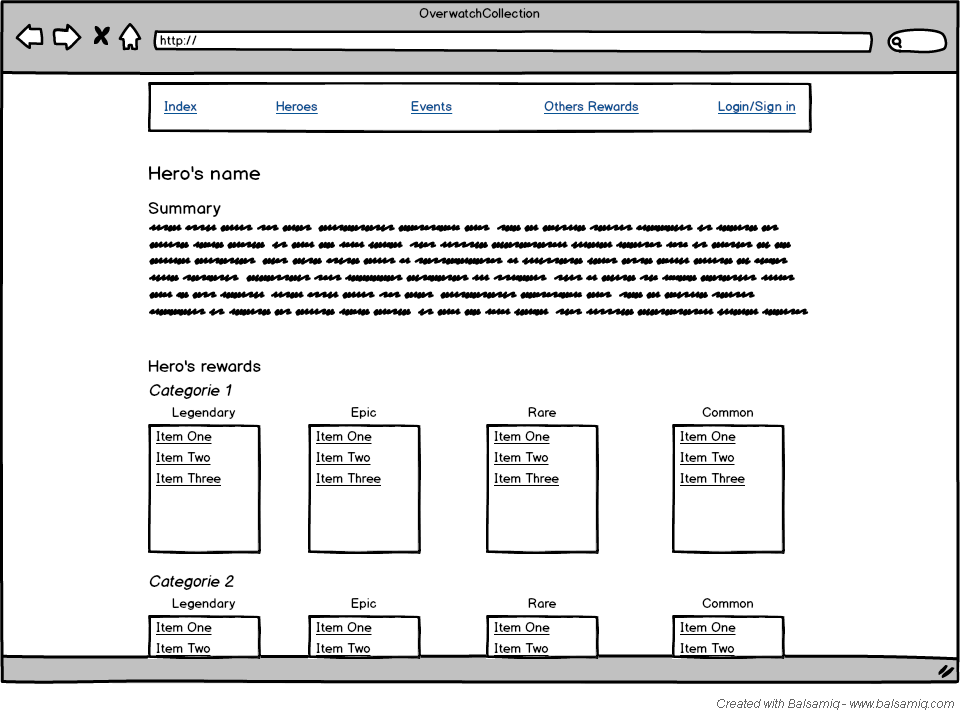 OverwatchCollection
http://
Index Heroes Events Others Rewards Login/Sign in
Hero's name
Summary
Hero's rewards
Categorie 1
Legendary Epic Rare Common
Item One Item One Item One Item One
Item Two Item Two Item Two Item Two
Item Three Item Three Item Three Item Three
Categorie 2
Legendary Epic Rare Common
Item One Item One Item One Item One
Item Two Item Two Item Two Item Two
Created with Balsamiq - www.balsamiq.com